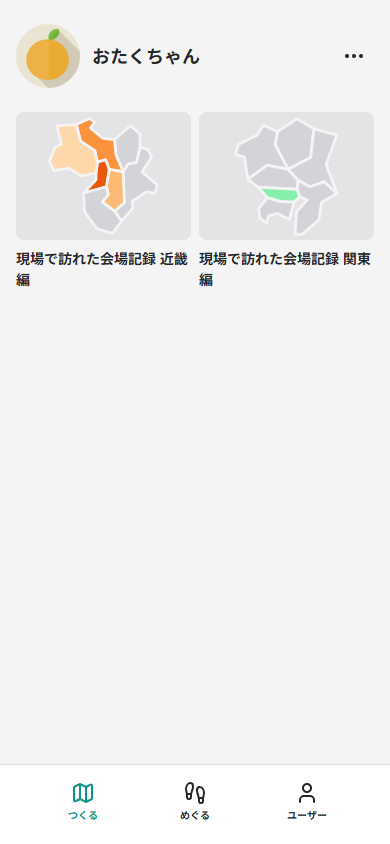 おたくちゃん
現場で訪れた会場記録 近畿
編
現場で訪れた会場記録 関東
編
つくる
めぐる
ユーザー